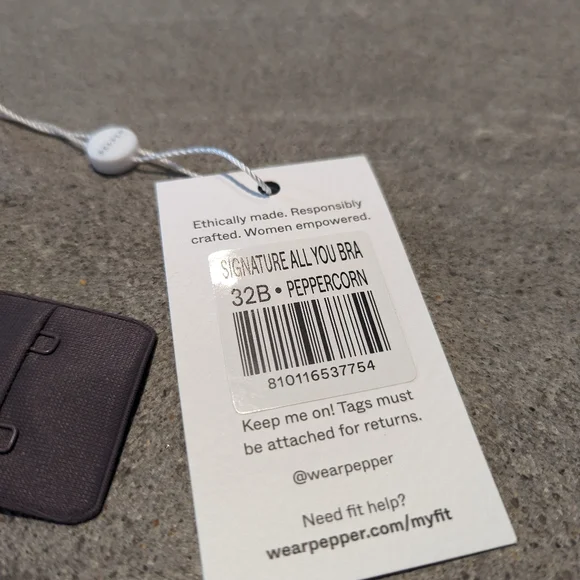 Ethically made. Responsibly
crafted. Women empowered.
SIGNATURE ALL YOU BRA
32B • PEPPERCORN
810116537754
Keep me on! Tags must
be attached for returns.
@wearpepper
Need fit help?
wearpepper.com/myfit